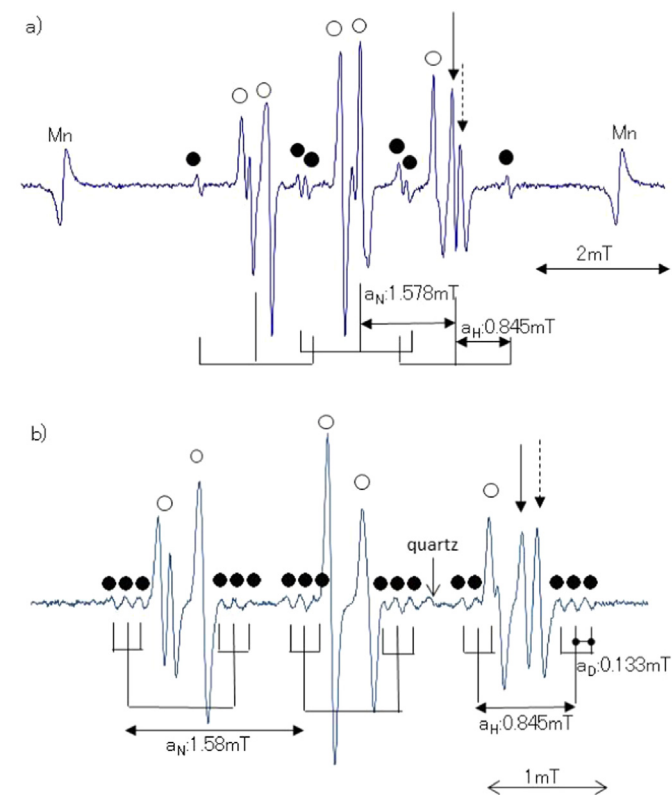 a)
Mn
Mn
2mT
aN:1.578mT
aH:0.845mT
b)
quartz
aD:0.133mT
aH:0.845mT
aN:1.58mT
1mT